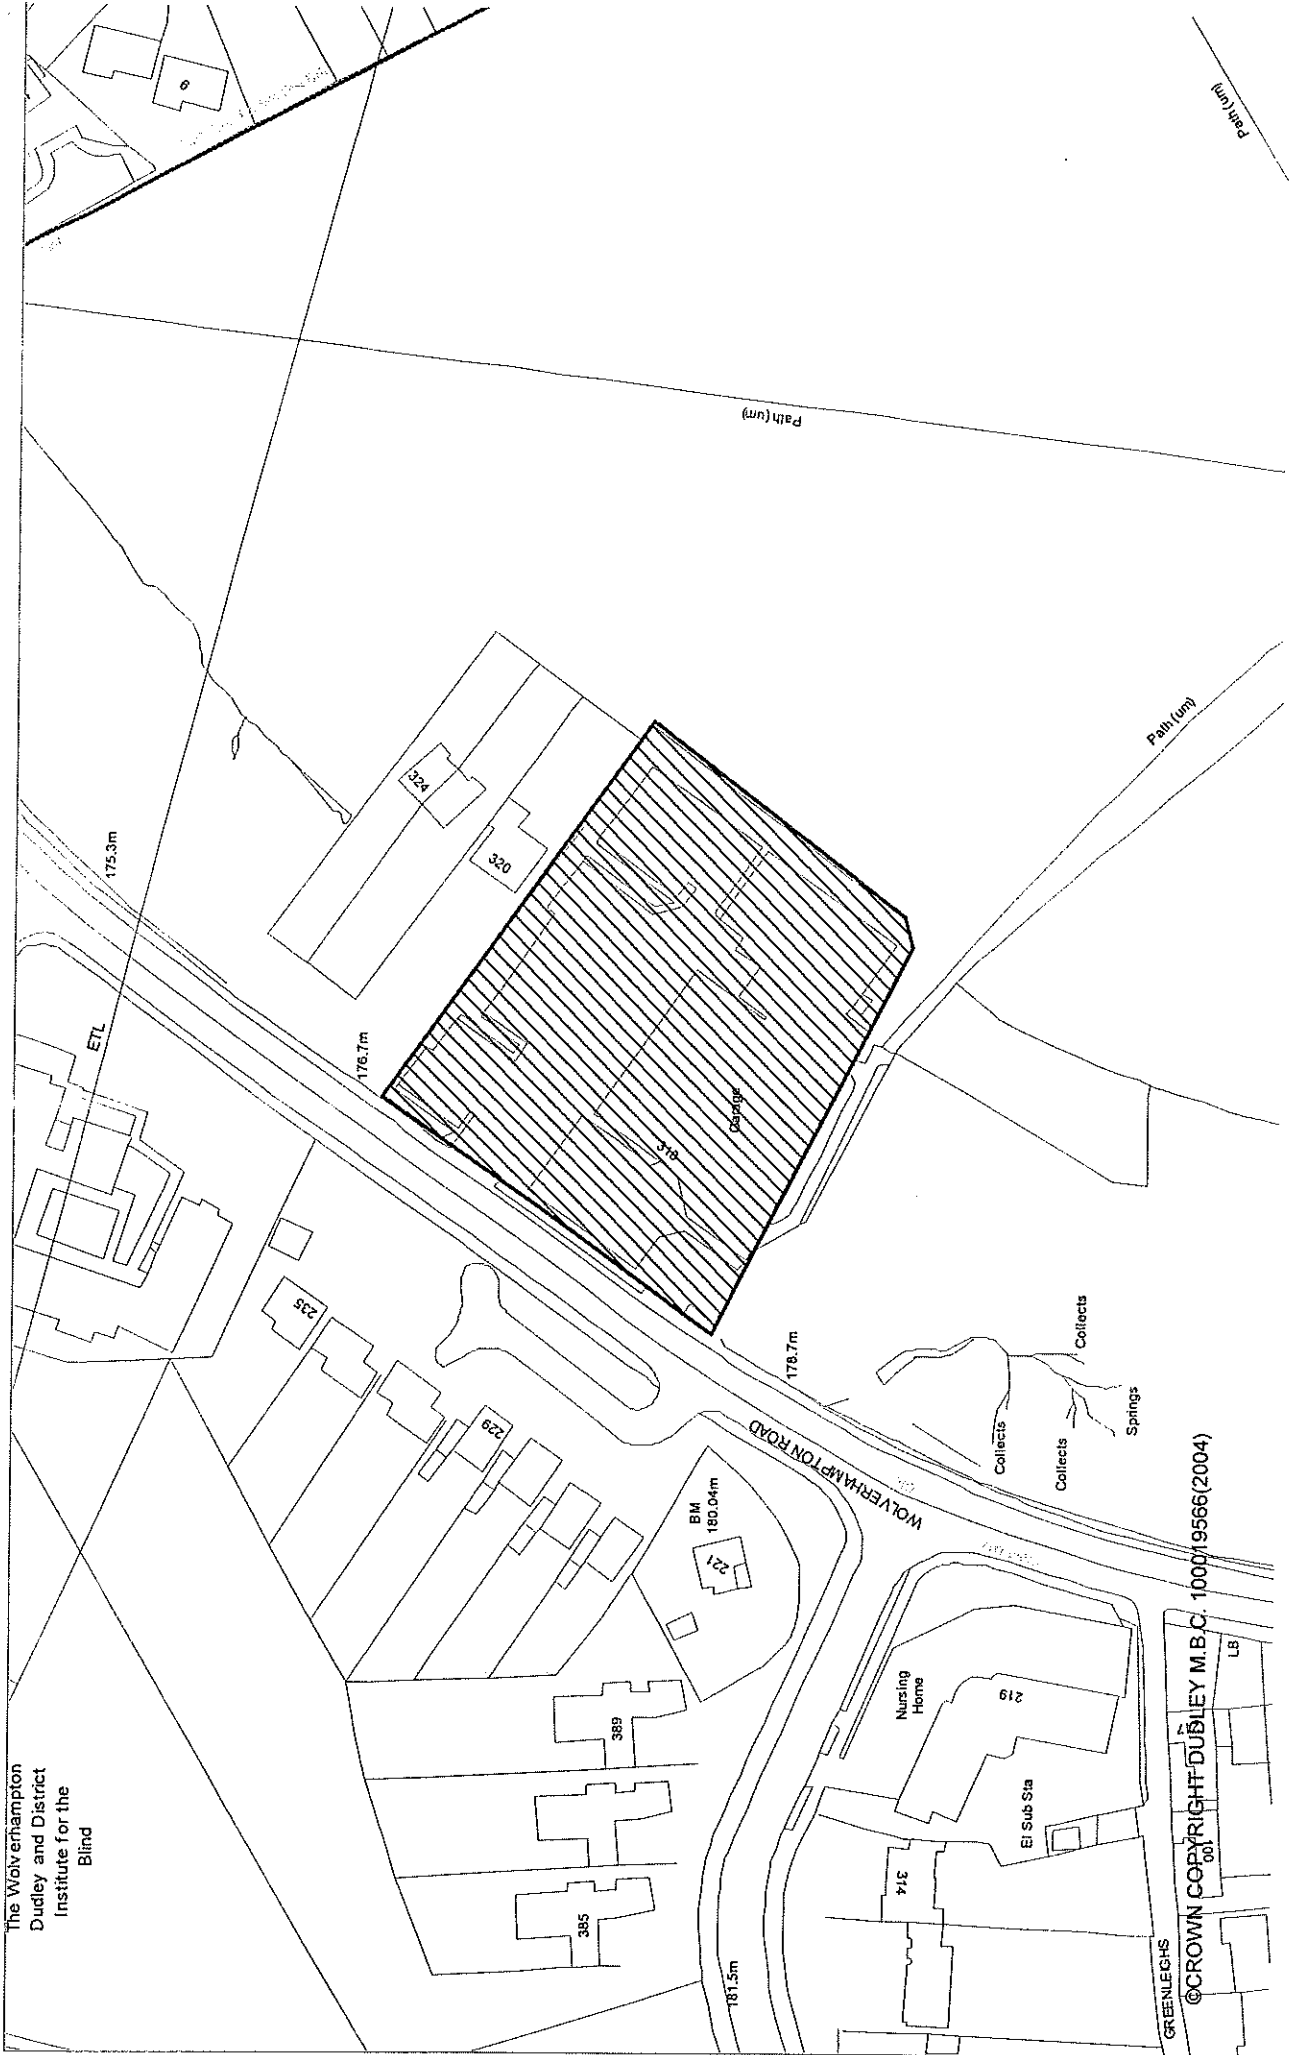 The Wolverhampton
Dudley and District
Institute for the
Blind
ETL
175.3m
176.7m
235
229
324
320
318
Garage
9
Path (um)
Path (um)
Path (um)
BM
180.04m
221
WOLVERHAMPTON ROAD
178.7m
Collects
Collects
Collects
Springs
389
385
181.5m
Nursing
Home
219
El Sub Sta
314
GREENLEIGHS
100
LB
©CROWN COPYRIGHT DUDLEY M.B.C. 100019566(2004)